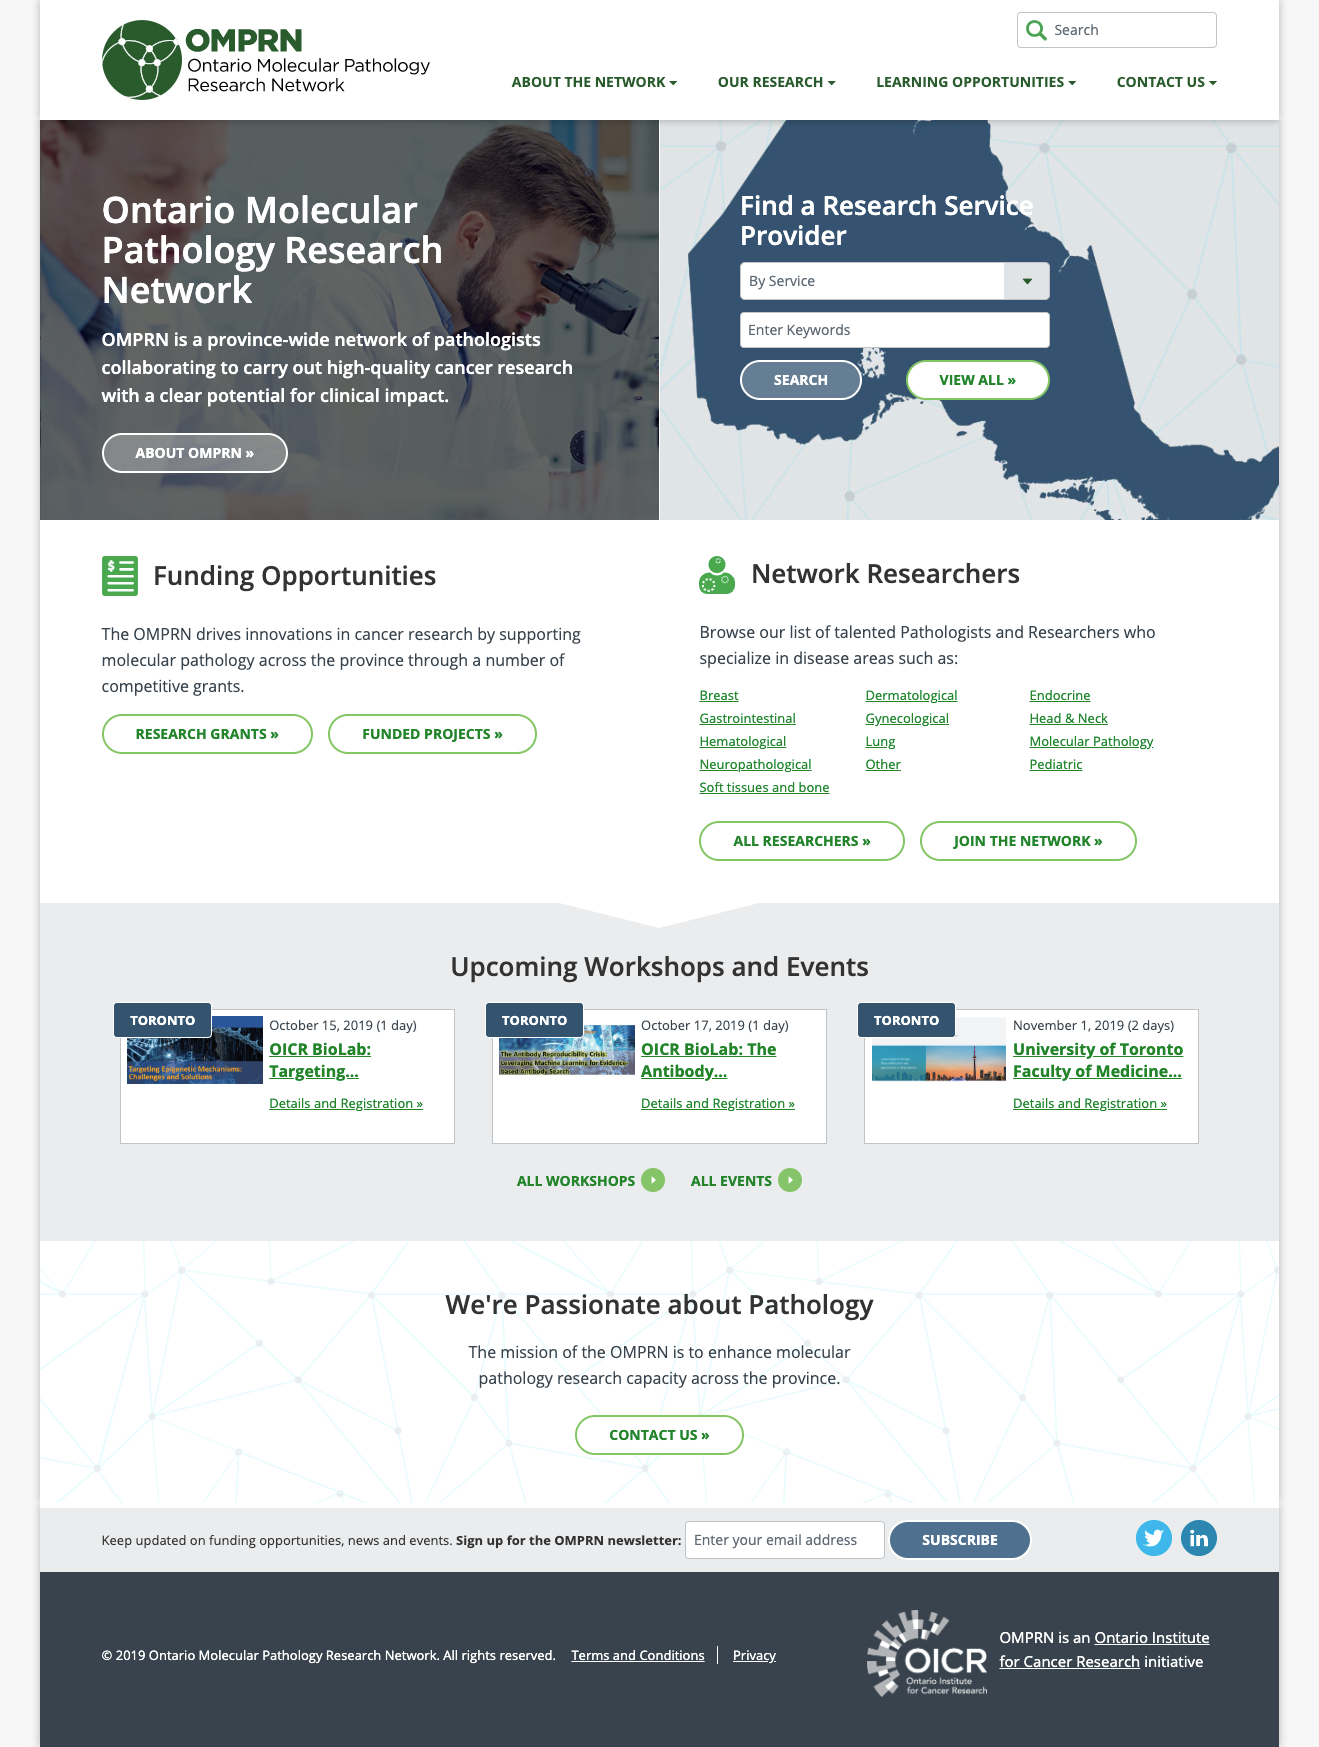 OMPRN
Ontario Molecular Pathology
Research Network
Search
ABOUT THE NETWORK
OUR RESEARCH
LEARNING OPPORTUNITIES
CONTACT US
Ontario Molecular
Pathology Research
Network
OMPRN is a province-wide network of pathologists
collaborating to carry out high-quality cancer research
with a clear potential for clinical impact.
ABOUT OMPRN »
Find a Research Service
Provider
By Service
Enter Keywords
SEARCH
VIEW ALL »
Funding Opportunities
The OMPRN drives innovations in cancer research by supporting
molecular pathology across the province through a number of
competitive grants.
RESEARCH GRANTS »
FUNDED PROJECTS »
Network Researchers
Browse our list of talented Pathologists and Researchers who
specialize in disease areas such as:
Breast
Dermatological
Endocrine
Gastrointestinal
Gynecological
Head & Neck
Hematological
Lung
Molecular Pathology
Neuropathological
Other
Pediatric
Soft tissues and bone
ALL RESEARCHERS »
JOIN THE NETWORK »
Upcoming Workshops and Events
TORONTO
Targeting Epigenetic Mechanisms:
Challenges and Solutions
October 15, 2019 (1 day)
OICR BioLab:
Targeting...
Details and Registration »
TORONTO
The Antibody Reproducibility Crisis:
Leveraging Machine Learning for Evidence-
based Antibody Search
October 17, 2019 (1 day)
OICR BioLab: The
Antibody...
Details and Registration »
TORONTO
November 1, 2019 (2 days)
University of Toronto
Faculty of Medicine...
Details and Registration »
ALL WORKSHOPS
ALL EVENTS
We're Passionate about Pathology
The mission of the OMPRN is to enhance molecular
pathology research capacity across the province.
CONTACT US »
Keep updated on funding opportunities, news and events. Sign up for the OMPRN newsletter:
Enter your email address
SUBSCRIBE
in
© 2019 Ontario Molecular Pathology Research Network. All rights reserved.
Terms and Conditions
Privacy
OICR
Ontario Institute
for Cancer Research
OMPRN is an Ontario Institute
for Cancer Research initiative